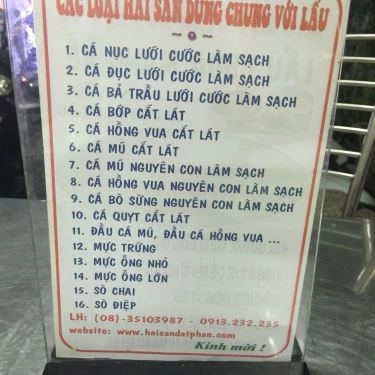 CÁC LOẠI HẢI SẢN DÙNG CHUNG VỚI LẨU
1. CÁ NỤC LƯỚI CƯỚC LÀM SẠCH
2. CÁ ĐỤC LƯỚI CƯỚC LÀM SẠCH
3. CÁ BẢ TRẦU LƯỚI CƯỚC LÀM SẠCH
4. CÁ BỚP CẮT LÁT
5. CÁ HỒNG VUA CẮT LÁT
6. CÁ MÚ CẮT LÁT
7. CÁ MÚ NGUYÊN CON LÀM SẠCH
8. CÁ HỒNG VUA NGUYÊN CON LÀM SẠCH
9. CÁ BÒ SỪNG NGUYÊN CON LÀM SẠCH
10. CÁ QUÝT CẮT LÁT
11. ĐẦU CÁ MÚ, ĐẦU CÁ HỒNG VUA ...
12. MỰC TRỨNG
13. MỰC ỐNG NHỎ
14. MỰC ỐNG LỚN
15. SÒ CHAI
16. SÒ ĐIỆP
LH: (08)-35103987 - 0913.232.235
website: www.haisandatphan.com
Kính mời !